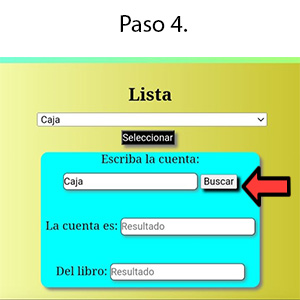 Paso 4.
Lista
Caja
Seleccionar
Escriba la cuenta:
Caja Buscar
La cuenta es: Resultado
Del libro: Resultado